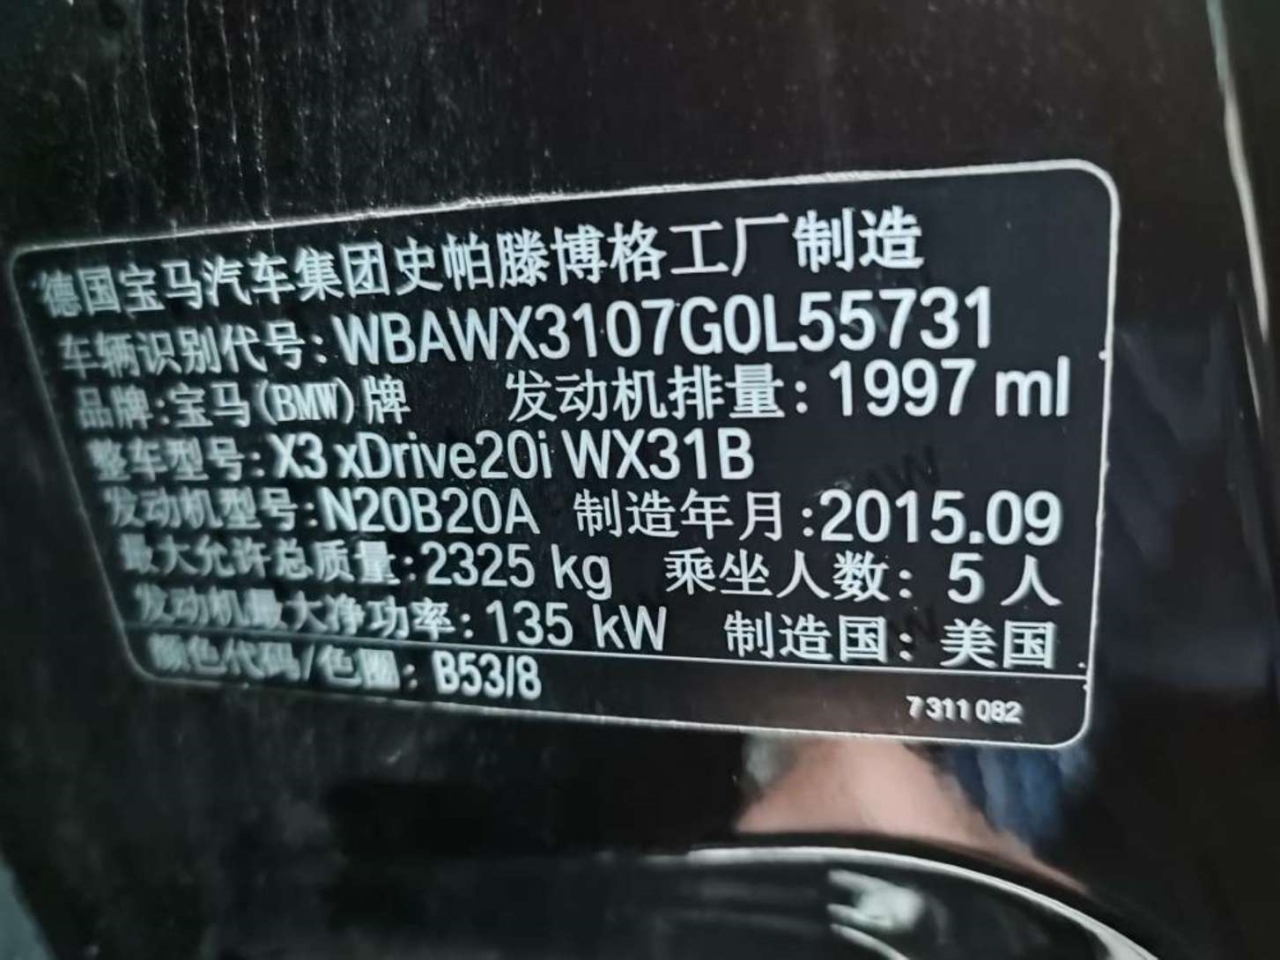 德国宝马汽车集团史帕滕博格工厂制造
车辆识别代号:WBAWX3107G0L55731
品牌:宝马(BMW)牌 发动机排量:1997 ml
整车型号:X3 xDrive20i WX31B
发动机型号:N20B20A 制造年月:2015.09
最大允许总质量:2325 kg 乘坐人数: 5 人
发动机最大净功率:135 kW 制造国:美国
颜色代码/色圈: B53/8
7 311 082